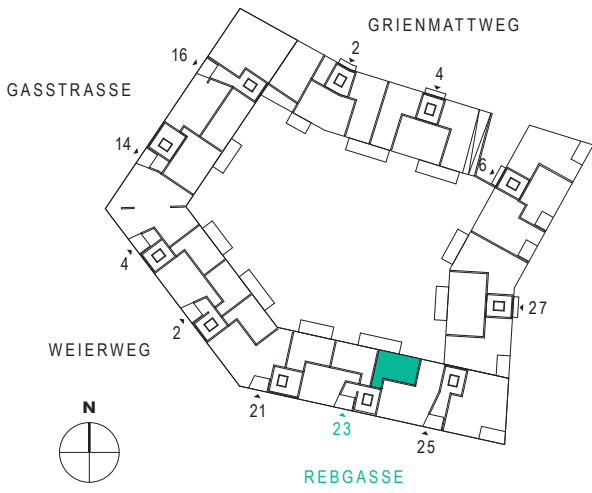 GRIENMATTWEG
16
2
4
GASSTRASSE
14
6
4
27
2
WEIERWEG
21
23
25
N
REBGASSE